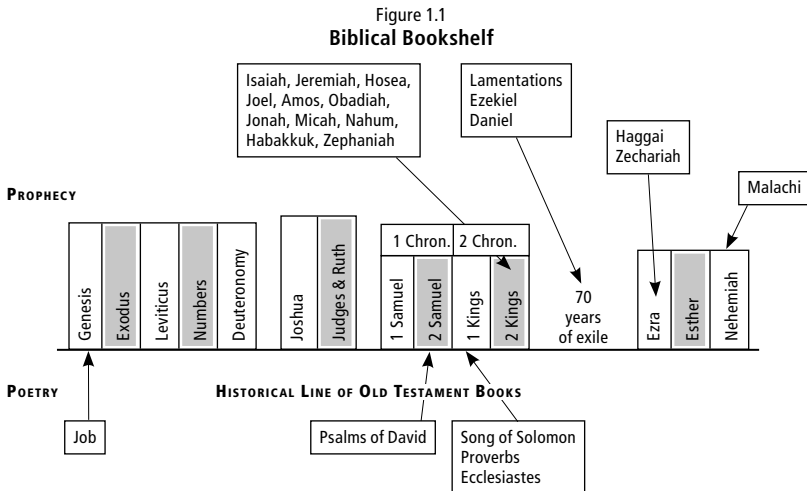 Figure 1.1
Biblical Bookshelf
Isaiah, Jeremiah, Hosea,
Joel, Amos, Obadiah,
Jonah, Micah, Nahum,
Habakkuk, Zephaniah
Lamentations
Ezekiel
Daniel
Haggai
Zechariah
Malachi
PROPHECY
Genesis
Exodus
Leviticus
Numbers
Deuteronomy
Joshua
Judges & Ruth
1 Chron.
2 Chron.
1 Samuel
2 Samuel
1 Kings
2 Kings
70
years
of exile
Ezra
Esther
Nehemiah
POETRY
HISTORICAL LINE OF OLD TESTAMENT BOOKS
Job
Psalms of David
Song of Solomon
Proverbs
Ecclesiastes